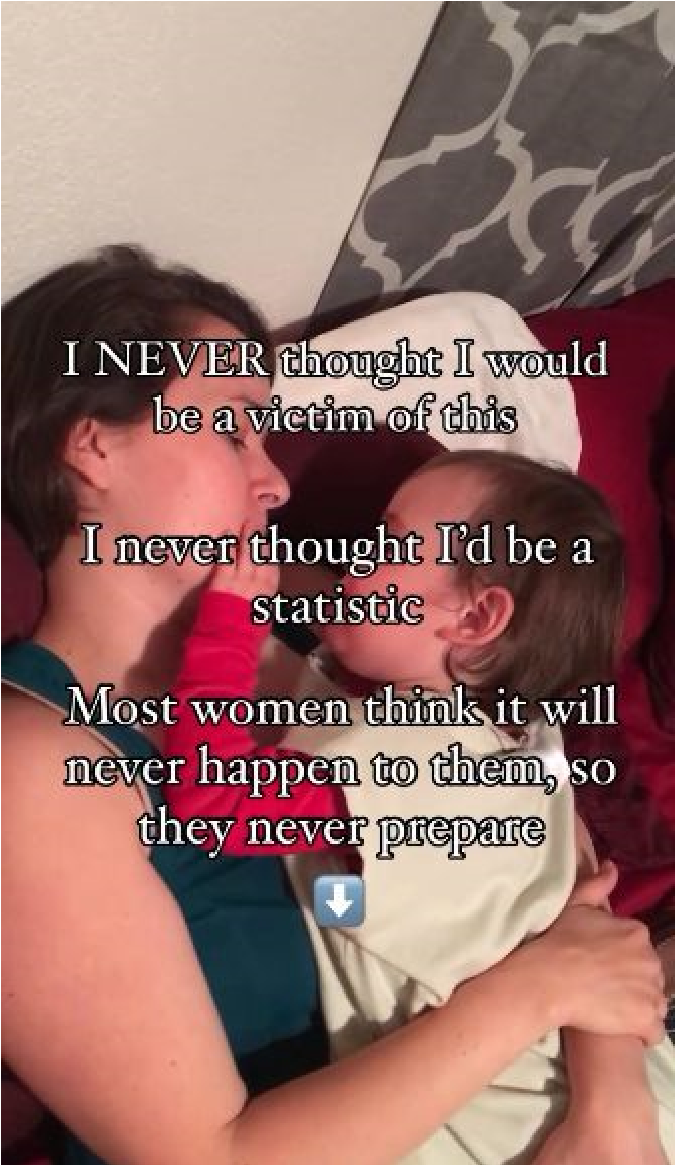 I NEVER thought I would
be a victim of this
I never thought I’d be a
statistic
Most women think it will
never happen to them, so
they never prepare